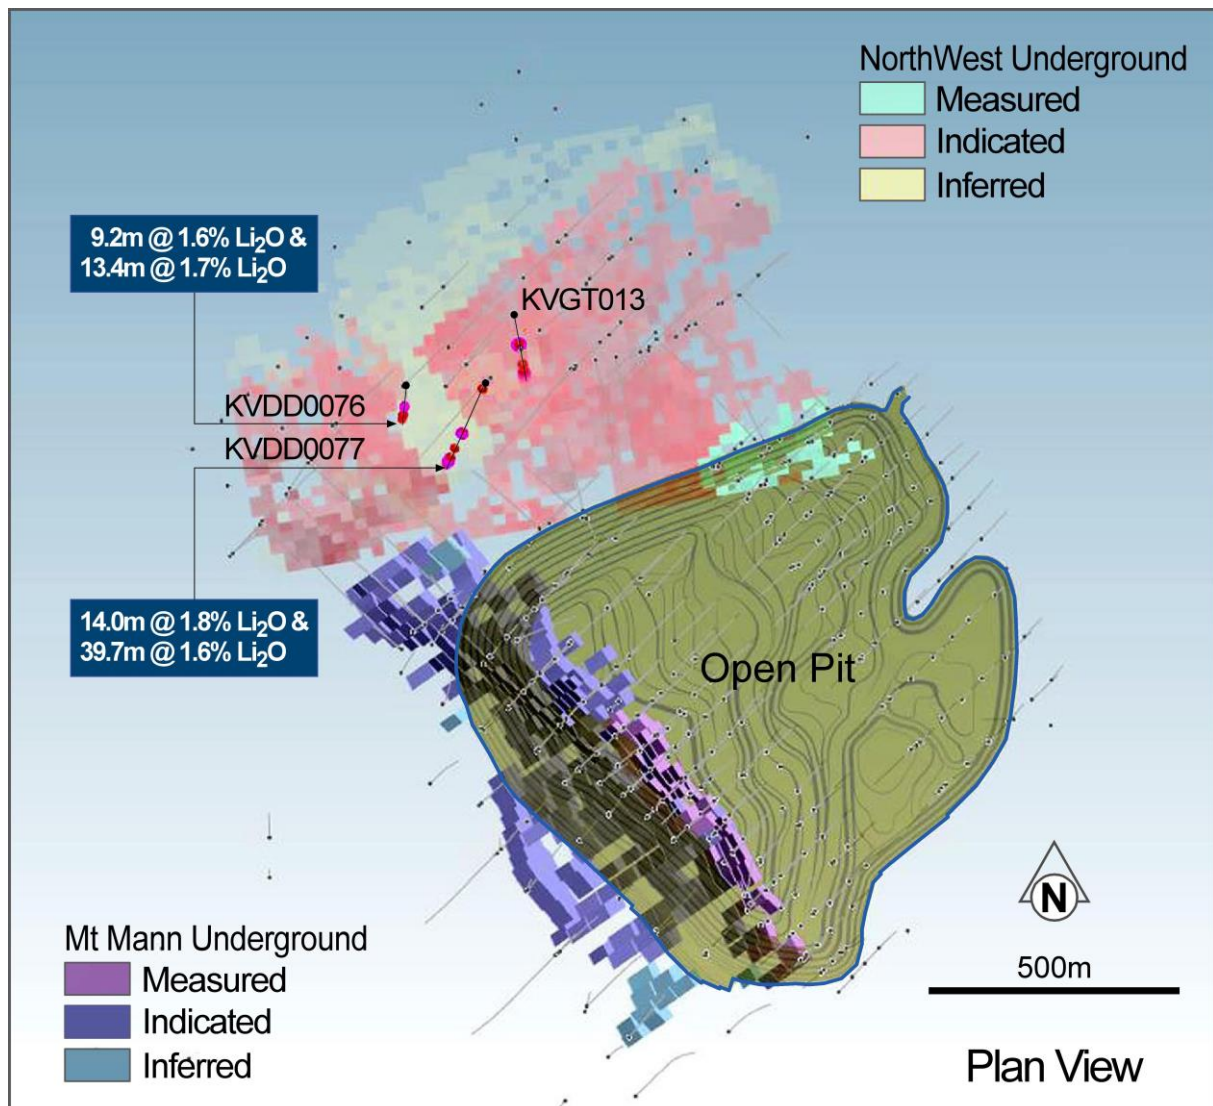 NorthWest Underground
Measured
Indicated
Inferred
9.2m @ 1.6% Li₂O &
13.4m @ 1.7% Li₂O
KVGT013
KVDD0076
KVDD0077
14.0m @ 1.8% Li₂O &
39.7m @ 1.6% Li₂O
Open Pit
Mt Mann Underground
Measured
Indicated
Inferred
N
500m
Plan View